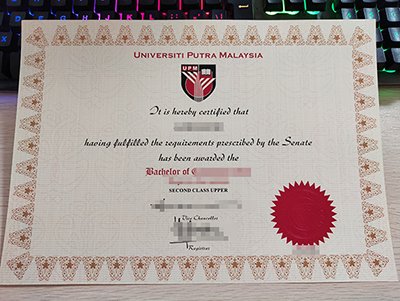 UNIVERSITI PUTRA MALAYSIA
UPM
It is hereby certified that
having fulfilled the requirements prescribed by the Senate
has been awarded the
Bachelor of
SECOND CLASS UPPER
Vice Chancellor
Registrar